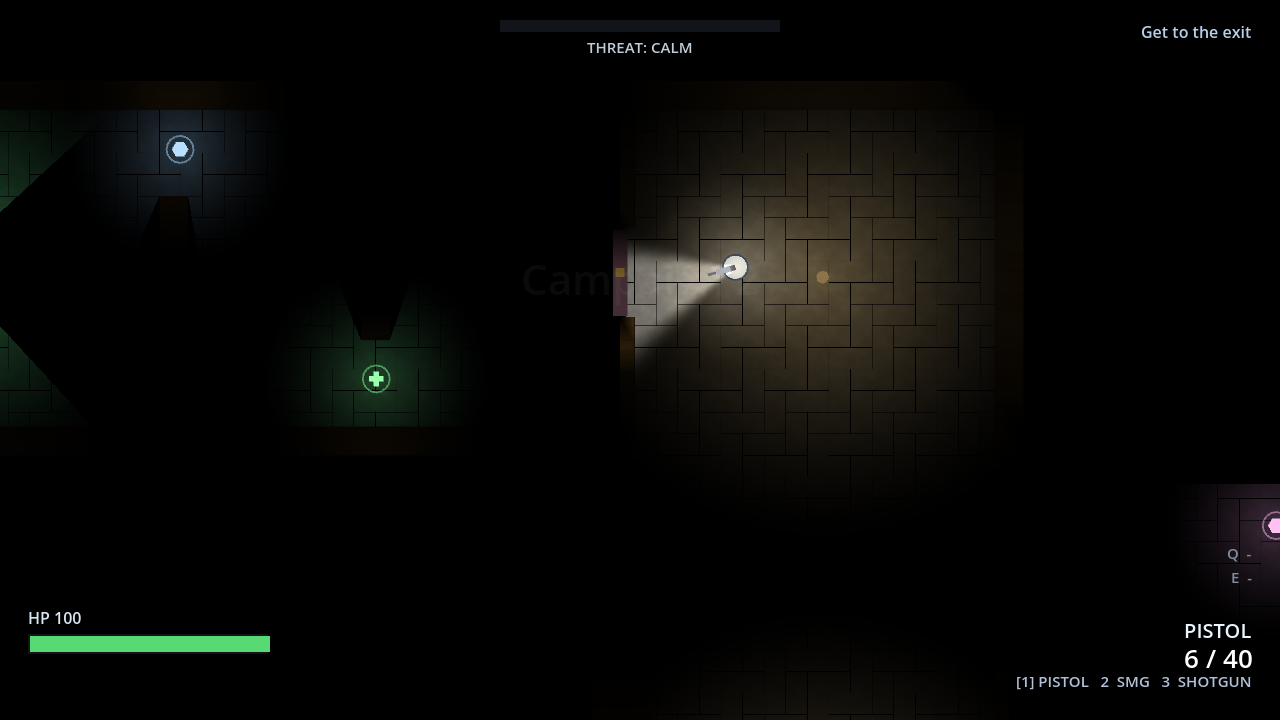 THREAT: CALM
Get to the exit
Q -
E -
HP 100
PISTOL
6 / 40
[1] PISTOL 2 SMG 3 SHOTGUN